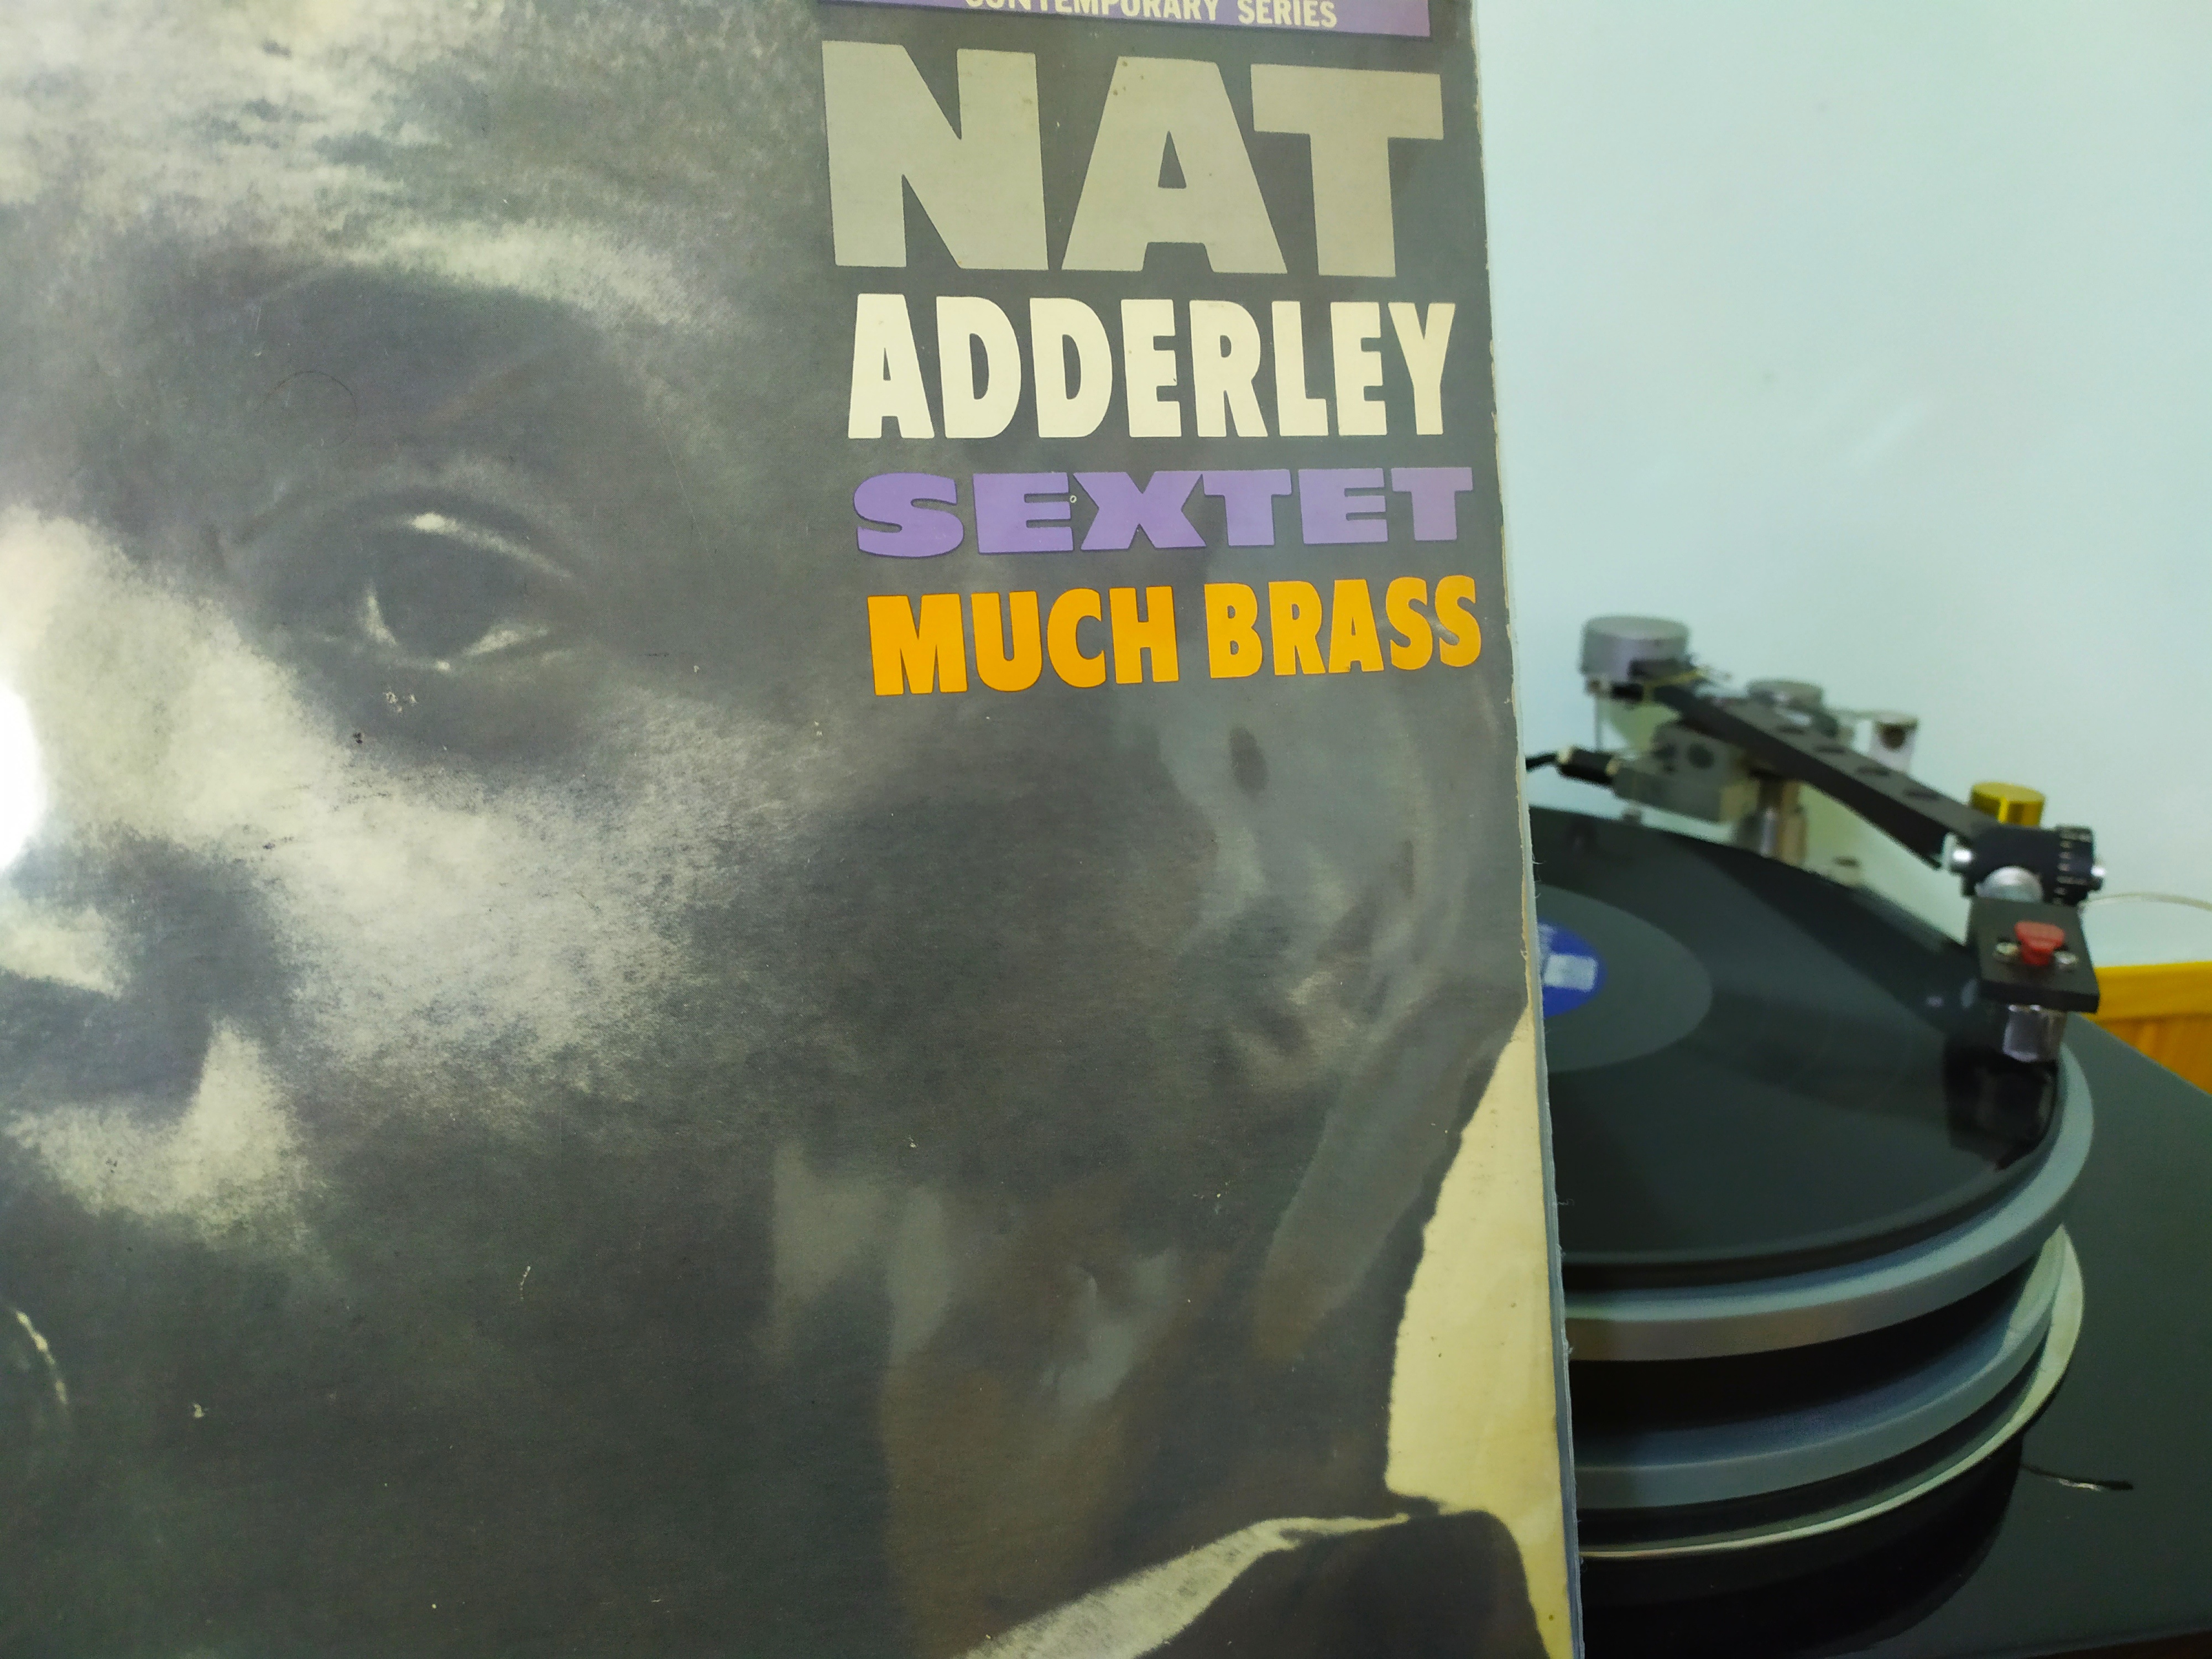 CONTEMPORARY SERIES
NAT
ADDERLEY
SEXTET
MUCH BRASS